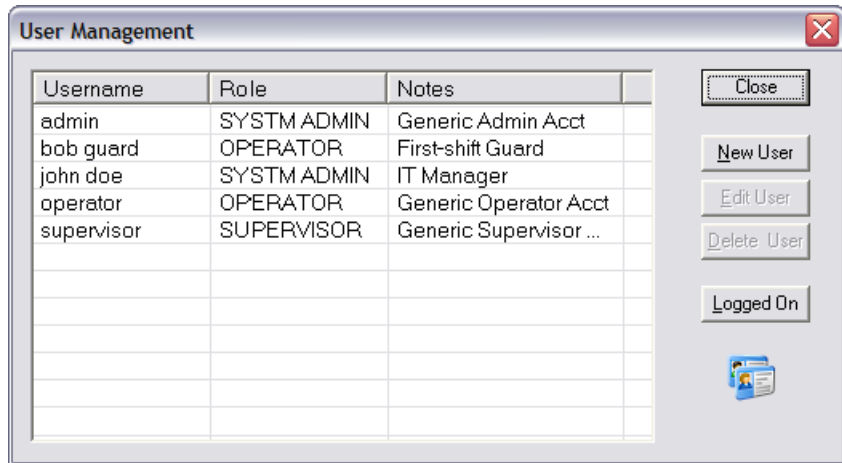 User Management
Username Role Notes
admin SYSTM ADMIN Generic Admin Acct
bob guard OPERATOR First-shift Guard
john doe SYSTM ADMIN IT Manager
operator OPERATOR Generic Operator Acct
supervisor SUPERVISOR Generic Supervisor ...
Close
New User
Edit User
Delete User
Logged On